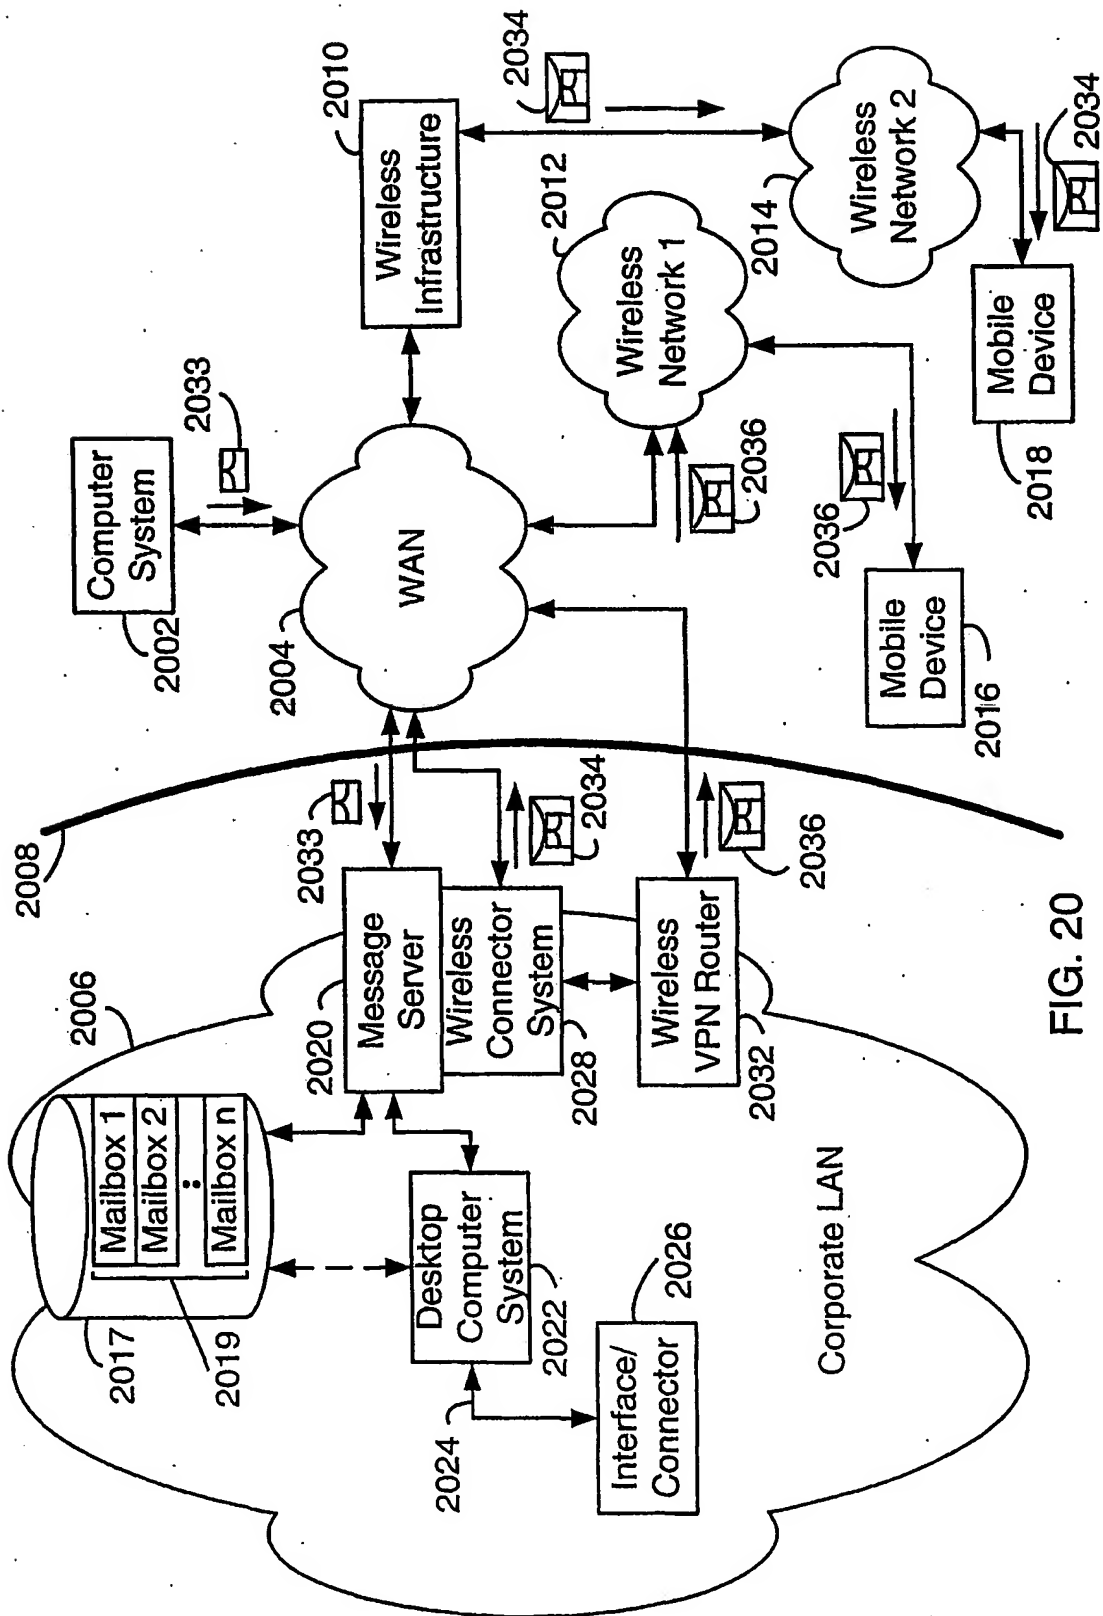 2008
2006
2017
Mailbox 1
Mailbox 2
Mailbox n
2019
2020
Message
Server
2033
Wireless
Connector
System
2028
2034
Wireless
VPN Router
2032
2036
Desktop
Computer
System
2022
2024
Interface/
Connector
2026
Corporate LAN
Computer
System
2002
2033
2004
WAN
Wireless
Infrastructure
2010
2034
2012
Wireless
Network 1
2036
2014
Wireless
Network 2
2034
2036
Mobile
Device
2016
Mobile
Device
2018
FIG. 20